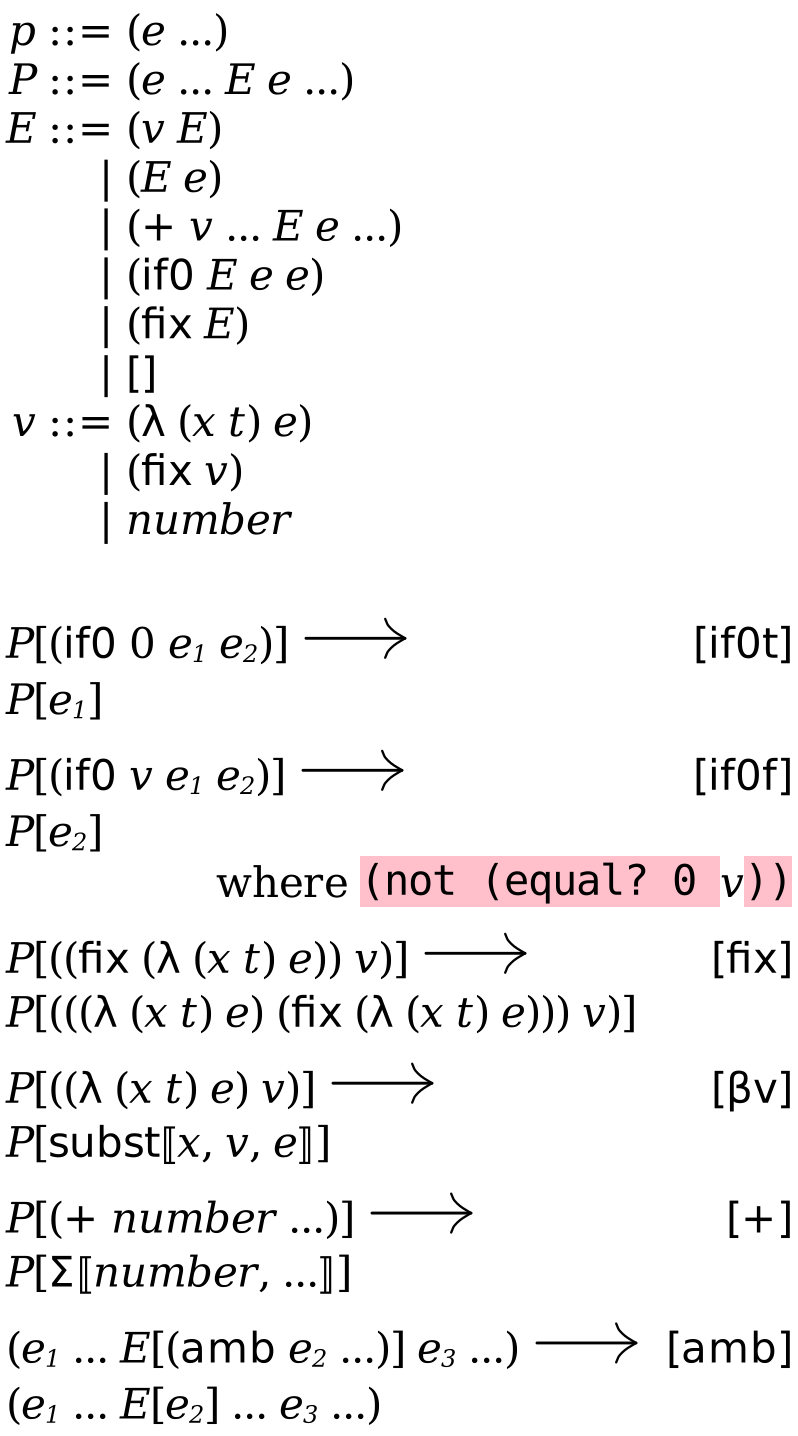 p ::= (e ...)
P ::= (e ... E e ...)
E ::= (v E)
| (E e)
| (+ v ... E e ...)
| (if0 E e e)
| (fix E)
| []
v ::= (λ (x t) e)
| (fix v)
| number
P[(if0 0 e₁ e₂)] ⟶ [if0t]
P[e₁]
P[(if0 v e₁ e₂)] ⟶ [if0f]
P[e₂]
where (not (equal? 0 v))
P[((fix (λ (x t) e)) v)] ⟶ [fix]
P[(((λ (x t) e) (fix (λ (x t) e))) v)]
P[((λ (x t) e) v)] ⟶ [βv]
P[subst⟦x, v, e⟧]
P[(+ number ...)] ⟶ [+]
P[Σ⟦number, ...⟧]
(e₁ ... E[(amb e₂ ...)] e₃ ...) ⟶ [amb]
(e₁ ... E[e₂] ... e₃ ...)